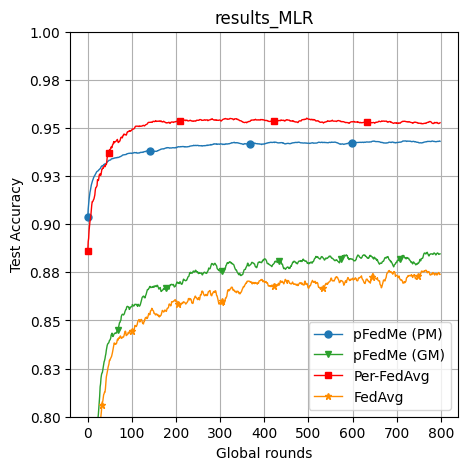 results_MLR
1.00
0.98
0.95
0.93
0.90
0.88
0.85
0.83
0.80
Test Accuracy
0 100 200 300 400 500 600 700 800
Global rounds
pFedMe (PM)
pFedMe (GM)
Per-FedAvg
FedAvg